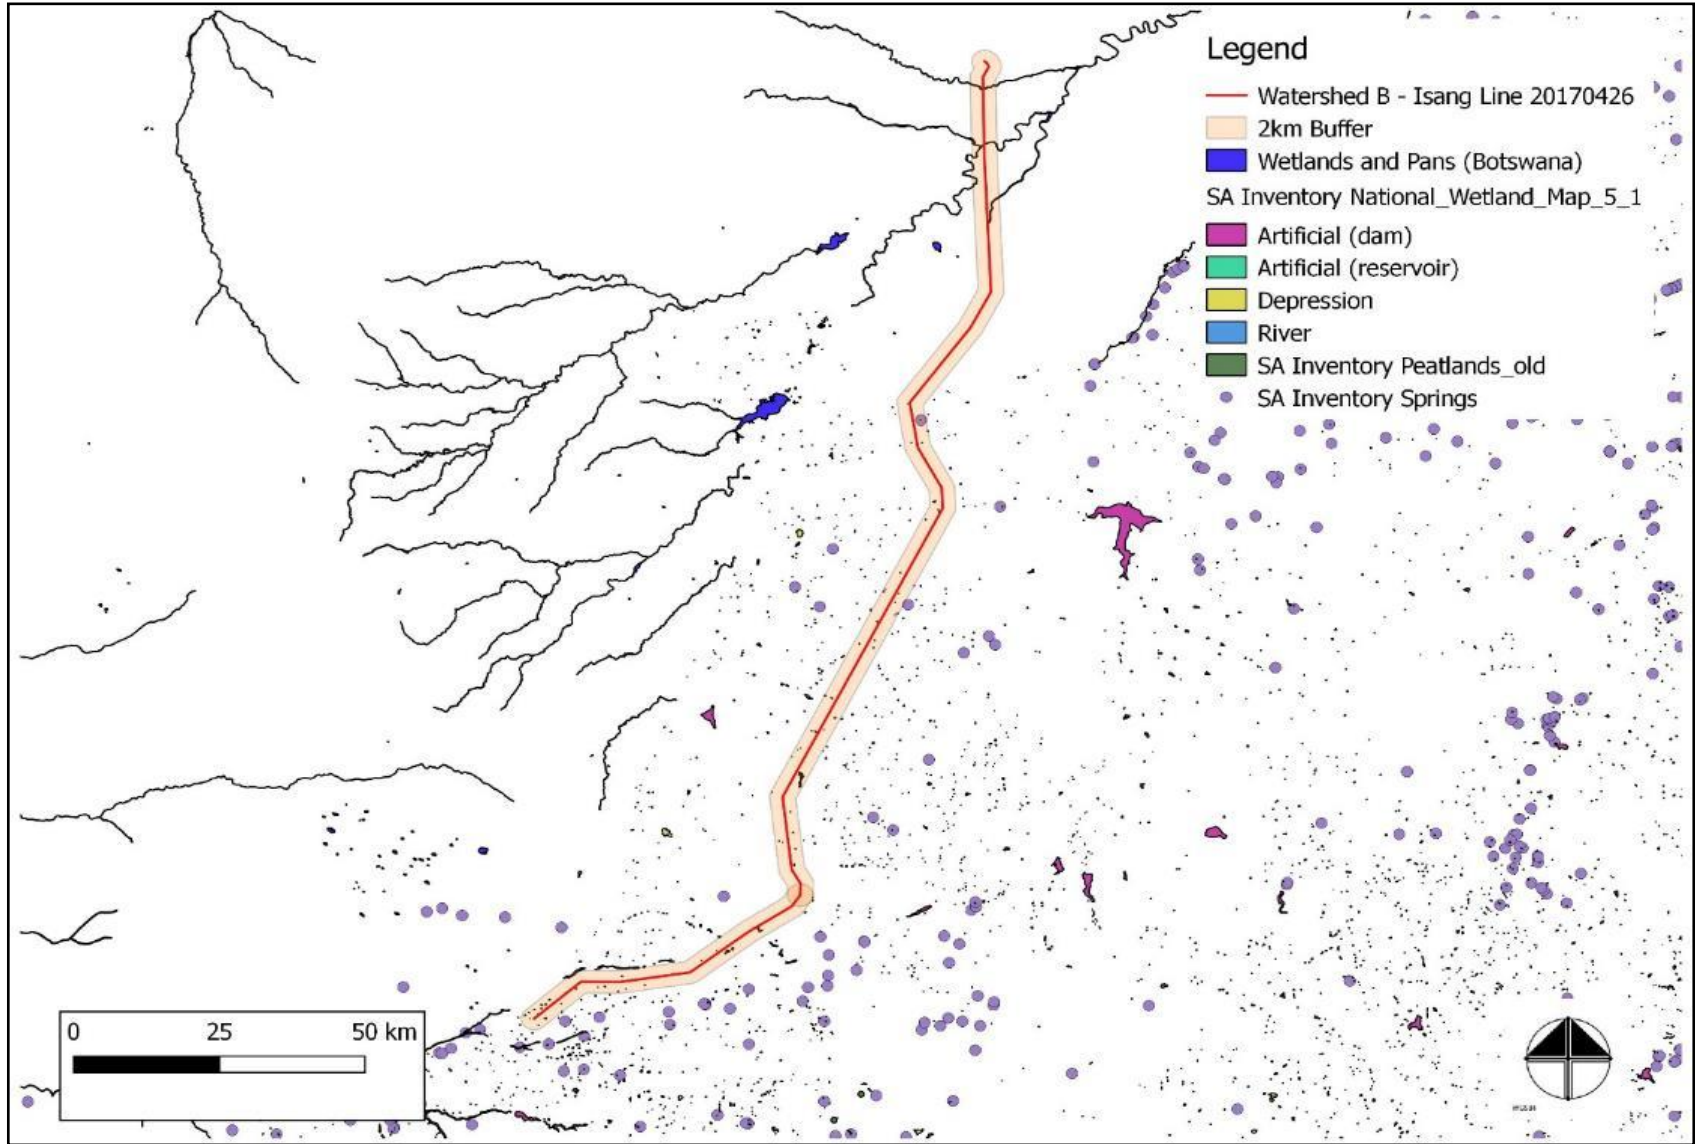 Legend
Watershed B - Isang Line 20170426
2km Buffer
Wetlands and Pans (Botswana)
SA Inventory National_Wetland_Map_5_1
Artificial (dam)
Artificial (reservoir)
Depression
River
SA Inventory Peatlands_old
SA Inventory Springs
0 25 50 km